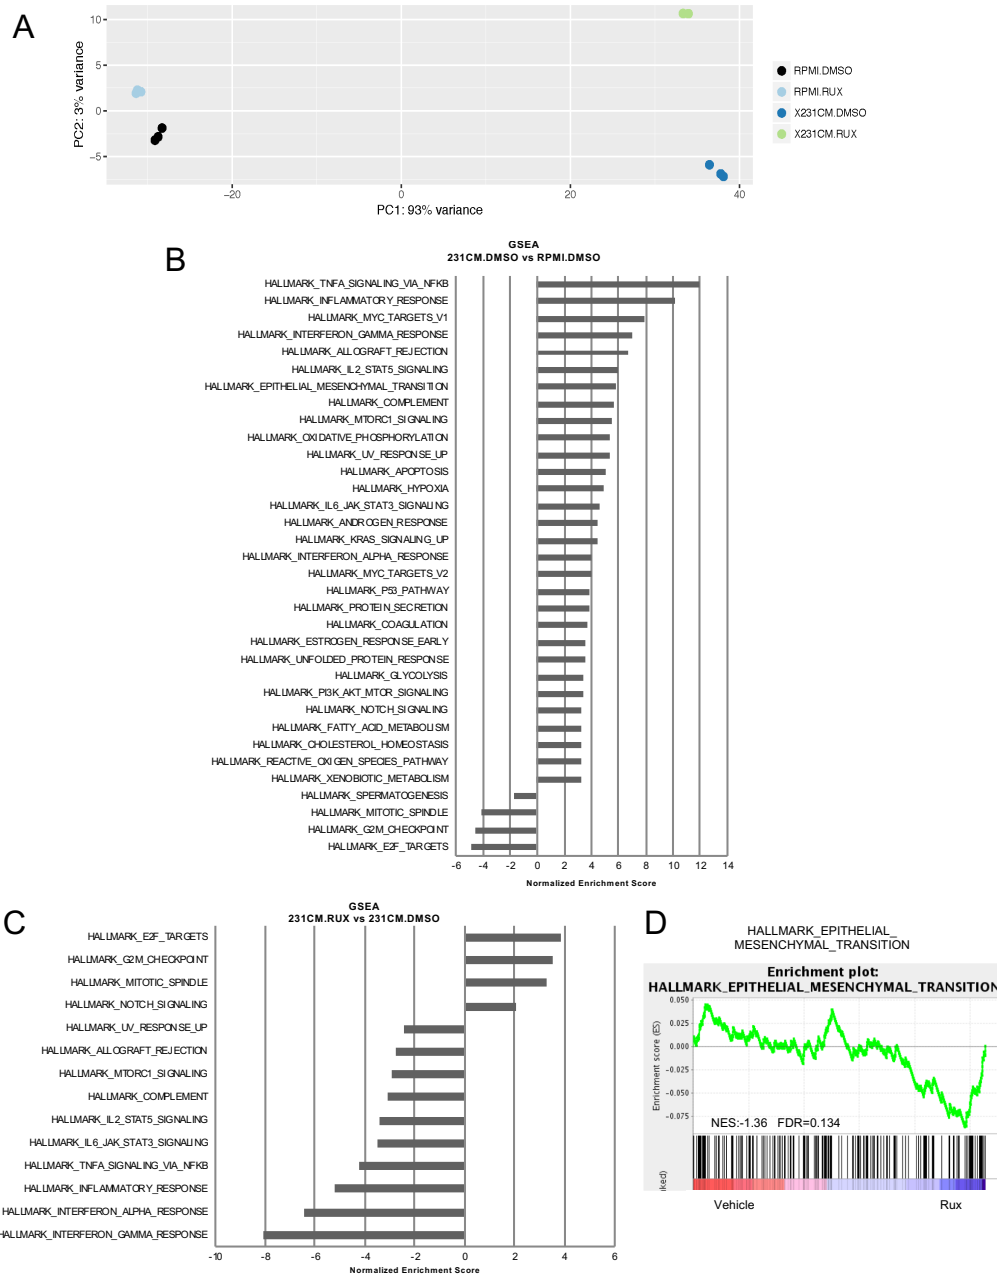 A
10
5
0
−5
PC2: 3% variance
−20
0
20
40
PC1: 93% variance
RPMI.DMSO
RPMI.RUX
X231CM.DMSO
X231CM.RUX
B
GSEA
231CM.DMSO vs RPMI.DMSO
HALLMARK_TNFA_SIGNALING_VIA_NFKB
HALLMARK_INFLAMMATORY_RESPONSE
HALLMARK_MYC_TARGETS_V1
HALLMARK_INTERFERON_GAMMA_RESPONSE
HALLMARK_ALLOGRAFT_REJECTION
HALLMARK_IL2_STAT5_SIGNALING
HALLMARK_EPITHELIAL_MESENCHYMAL_TRANSITION
HALLMARK_COMPLEMENT
HALLMARK_MTORC1_SIGNALING
HALLMARK_OXIDATIVE_PHOSPHORYLATION
HALLMARK_UV_RESPONSE_UP
HALLMARK_APOPTOSIS
HALLMARK_HYPOXIA
HALLMARK_IL6_JAK_STAT3_SIGNALING
HALLMARK_ANDROGEN_RESPONSE
HALLMARK_KRAS_SIGNALING_UP
HALLMARK_INTERFERON_ALPHA_RESPONSE
HALLMARK_MYC_TARGETS_V2
HALLMARK_P53_PATHWAY
HALLMARK_PROTEIN_SECRETION
HALLMARK_COAGULATION
HALLMARK_ESTROGEN_RESPONSE_EARLY
HALLMARK_UNFOLDED_PROTEIN_RESPONSE
HALLMARK_GLYCOLYSIS
HALLMARK_PI3K_AKT_MTOR_SIGNALING
HALLMARK_NOTCH_SIGNALING
HALLMARK_FATTY_ACID_METABOLISM
HALLMARK_CHOLESTEROL_HOMEOSTASIS
HALLMARK_REACTIVE_OXIGEN_SPECIES_PATHWAY
HALLMARK_XENOBIOTIC_METABOLISM
HALLMARK_SPERMATOGENESIS
HALLMARK_MITOTIC_SPINDLE
HALLMARK_G2M_CHECKPOINT
HALLMARK_E2F_TARGETS
-6 -4 -2 0 2 4 6 8 10 12 14
Normalized Enrichment Score
C
GSEA
231CM.RUX vs 231CM.DMSO
HALLMARK_E2F_TARGETS
HALLMARK_G2M_CHECKPOINT
HALLMARK_MITOTIC_SPINDLE
HALLMARK_NOTCH_SIGNALING
HALLMARK_UV_RESPONSE_UP
HALLMARK_ALLOGRAFT_REJECTION
HALLMARK_MTORC1_SIGNALING
HALLMARK_COMPLEMENT
HALLMARK_IL2_STAT5_SIGNALING
HALLMARK_IL6_JAK_STAT3_SIGNALING
HALLMARK_TNFA_SIGNALING_VIA_NFKB
HALLMARK_INFLAMMATORY_RESPONSE
HALLMARK_INTERFERON_ALPHA_RESPONSE
HALLMARK_INTERFERON_GAMMA_RESPONSE
-10 -8 -6 -4 -2 0 2 4 6
Normalized Enrichment Score
D
HALLMARK_EPITHELIAL_
MESENCHYMAL_TRANSITION
Enrichment plot:
HALLMARK_EPITHELIAL_MESENCHYMAL_TRANSITION
0.050
0.025
0.000
-0.025
-0.050
-0.075
Enrichment score (ES)
NES:-1.36 FDR=0.134
Vehicle Rux